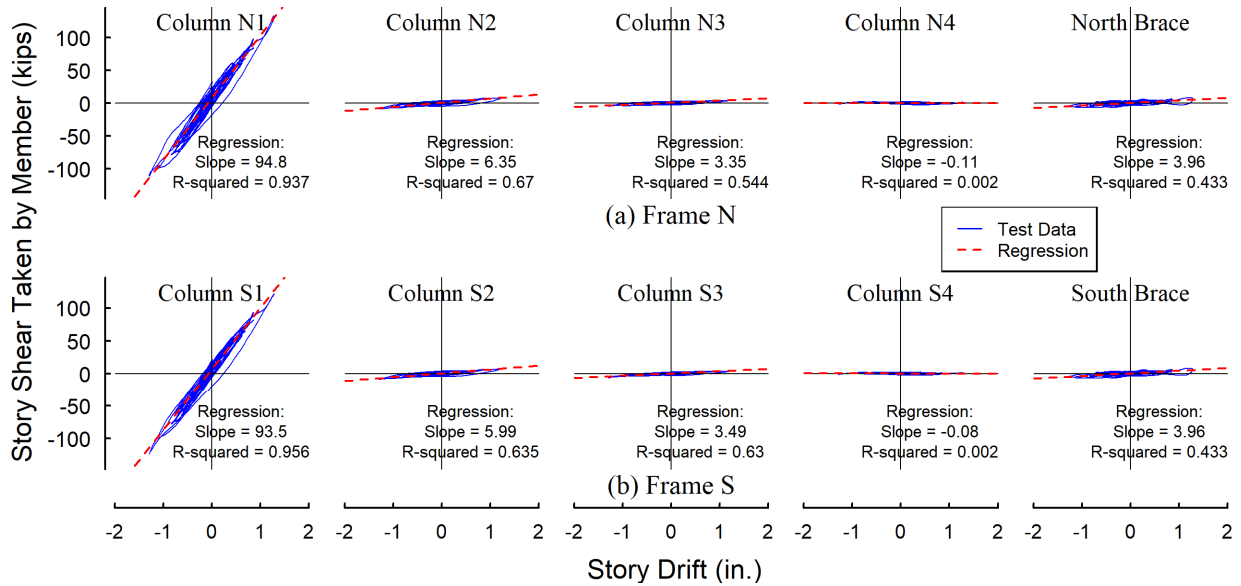 Story Shear Taken by Member (kips)
Column N1
Column N2
Column N3
Column N4
North Brace
100
50
0
-50
-100
Regression:
Slope = 94.8
R-squared = 0.937
Regression:
Slope = 6.35
R-squared = 0.67
Regression:
Slope = 3.35
R-squared = 0.544
Regression:
Slope = -0.11
R-squared = 0.002
Regression:
Slope = 3.96
R-squared = 0.433
(a) Frame N
Test Data
Regression
Column S1
Column S2
Column S3
Column S4
South Brace
100
50
0
-50
-100
Regression:
Slope = 93.5
R-squared = 0.956
Regression:
Slope = 5.99
R-squared = 0.635
Regression:
Slope = 3.49
R-squared = 0.63
Regression:
Slope = -0.08
R-squared = 0.002
Regression:
Slope = 3.96
R-squared = 0.433
(b) Frame S
-2 -1 0 1 2
-2 -1 0 1 2
-2 -1 0 1 2
-2 -1 0 1 2
-2 -1 0 1 2
Story Drift (in.)